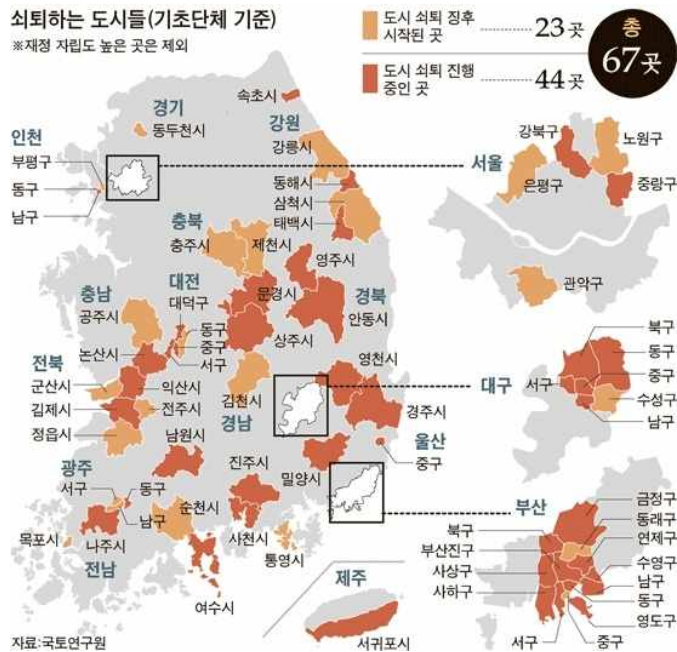 쇠퇴하는 도시들(기초단체 기준)
※재정 자립도 높은 곳은 제외
도시 쇠퇴 징후
시작된 곳
23곳
도시 쇠퇴 진행
중인 곳
44곳
총
67곳
경기
동두천시
인천
부평구
동구
남구
속초시
강원
강릉시
동해시
삼척시
태백시
충북
충주시
제천시
영주시
문경시
경북
안동시
상주시
충남
공주시
논산시
대전
대덕구
동구
중구
서구
전북
군산시
익산시
김제시
전주시
정읍시
남원시
김천시
경남
영천시
경주시
울산
중구
진주시
밀양시
광주
서구
동구
남구
순천시
사천시
통영시
목포시
나주시
전남
여수시
서울
강북구
노원구
은평구
중랑구
관악구
대구
북구
동구
중구
서구
수성구
남구
부산
금정구
동래구
연제구
북구
부산진구
수영구
사상구
남구
사하구
동구
영도구
서구
중구
제주
서귀포시
자료:국토연구원